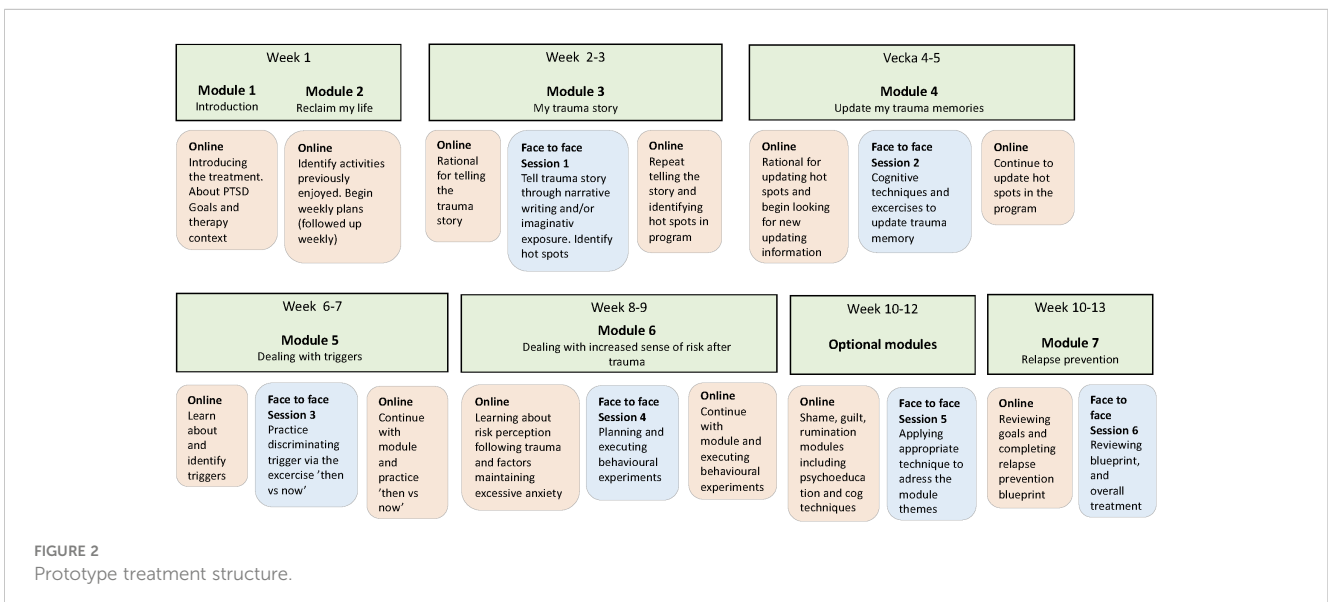 Week 1
Module 1
Introduction
Module 2
Reclaim my life
Online
Introducing
the treatment.
About PTSD
Goals and
therapy
context
Online
Identify activities
previously
enjoyed. Begin
weekly plans
(followed up
weekly)
Week 2-3
Module 3
My trauma story
Online
Rational
for telling
the
trauma
story
Face to face
Session 1
Tell trauma story
through narrative
writing and/or
imaginativ
exposure. Identify
hot spots
Online
Repeat
telling the
story and
identifying
hot spots in
program
Vecka 4-5
Module 4
Update my trauma memories
Online
Rational for
updating hot
spots and
begin looking
for new
updating
information
Face to face
Session 2
Cognitive
techniques and
excercises to
update trauma
memory
Online
Continue to
update hot
spots in the
program
Week 6-7
Module 5
Dealing with triggers
Online
Learn
about
and
identify
triggers
Face to face
Session 3
Practice
discriminating
trigger via the
excercise ’then
vs now’
Online
Continue
with
module
and
practice
’then vs
now’
Week 8-9
Module 6
Dealing with increased sense of risk after
trauma
Online
Learning about
risk perception
following trauma
and factors
maintaining
excessive anxiety
Face to face
Session 4
Planning and
executing
behavioural
experiments
Online
Continue
with
module and
executing
behavioural
experiments
Week 10-12
Optional modules
Online
Shame, guilt,
rumination
modules
including
psychoeduca
tion and cog
techniques
Face to face
Session 5
Applying
appropriate
technique to
adress the
module
themes
Week 10-13
Module 7
Relapse prevention
Online
Reviewing
goals and
completing
relapse
prevention
blueprint
Face to
face
Session 6
Reviewing
blueprint,
and
overall
treatment
FIGURE 2
Prototype treatment structure.